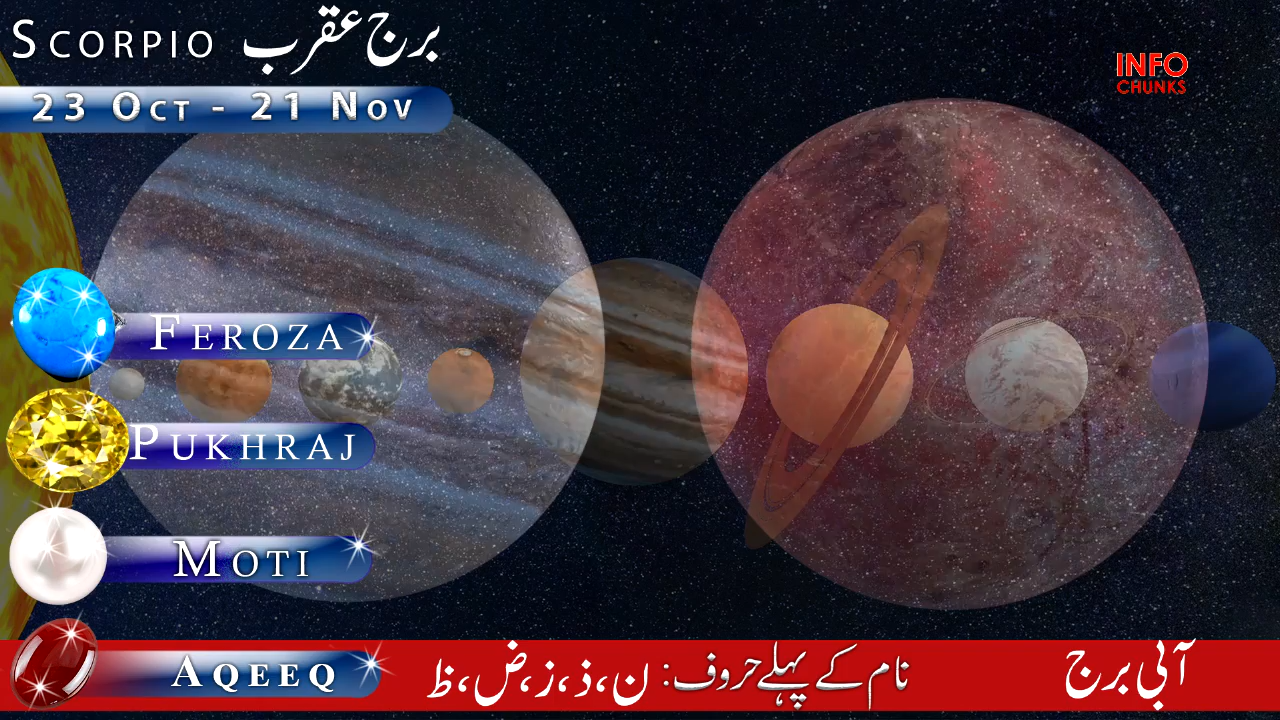 Scorpio برج عقرب
INFO
CHUNKS
23 Oct - 21 Nov
Feroza
Pukhraj
Moti
Aqeeq
آبی برج
نام کے پہلے حروف: ن، ذ، ز، ض، ظ